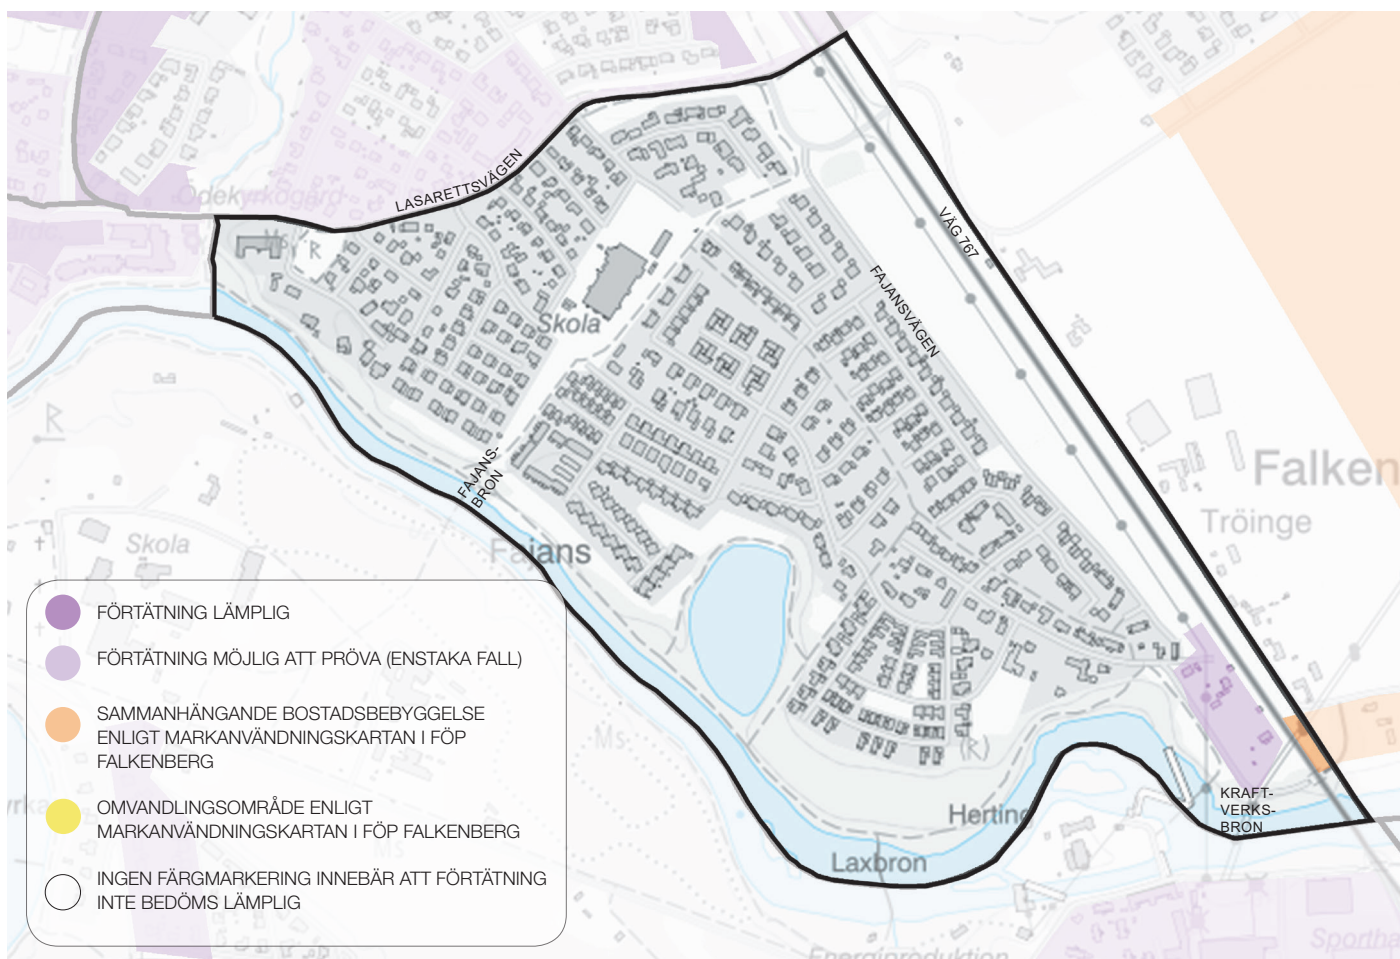 Ödekyrkogård
LASARETTSVÄGEN
VÄG 767
FAJANSVÄGEN
Skola
R
R
FAJANS-
BRON
Fajans
Falken
Tröinge
Skola
Ms
(R)
Herting
Laxbron
KRAFT-
VERKS-
BRON
Energiproduktion
Sportha
FÖRTÄTNING LÄMPLIG
FÖRTÄTNING MÖJLIG ATT PRÖVA (ENSTAKA FALL)
SAMMANHÄNGANDE BOSTADSBEBYGGELSE
ENLIGT MARKANVÄNDNINGSKARTAN I FÖP
FALKENBERG
OMVANDLINGSOMRÅDE ENLIGT
MARKANVÄNDNINGSKARTAN I FÖP FALKENBERG
INGEN FÄRGMARKERING INNEBÄR ATT FÖRTÄTNING
INTE BEDÖMS LÄMPLIG